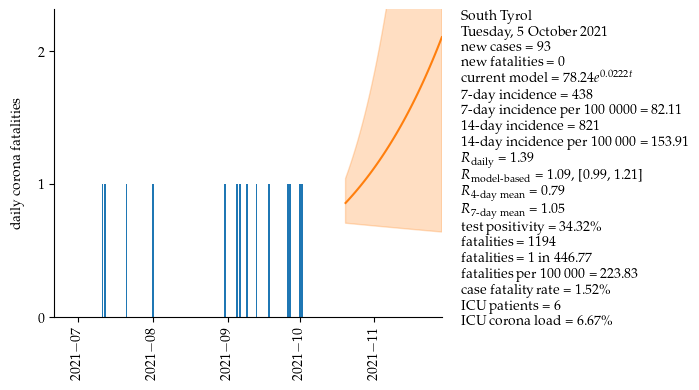 South Tyrol
Tuesday, 5 October 2021
new cases = 93
new fatalities = 0
current model = 78.24e^{0.0222t}
7-day incidence = 438
7-day incidence per 100 0000 = 82.11
14-day incidence = 821
14-day incidence per 100 000 = 153.91
R_daily = 1.39
R_model-based = 1.09, [0.99, 1.21]
R_4-day mean = 0.79
R_7-day mean = 1.05
test positivity = 34.32%
fatalities = 1194
fatalities = 1 in 446.77
fatalities per 100 000 = 223.83
case fatality rate = 1.52%
ICU patients = 6
ICU corona load = 6.67%
daily corona fatalities
2
1
0
2021−07
2021−08
2021−09
2021−10
2021−11